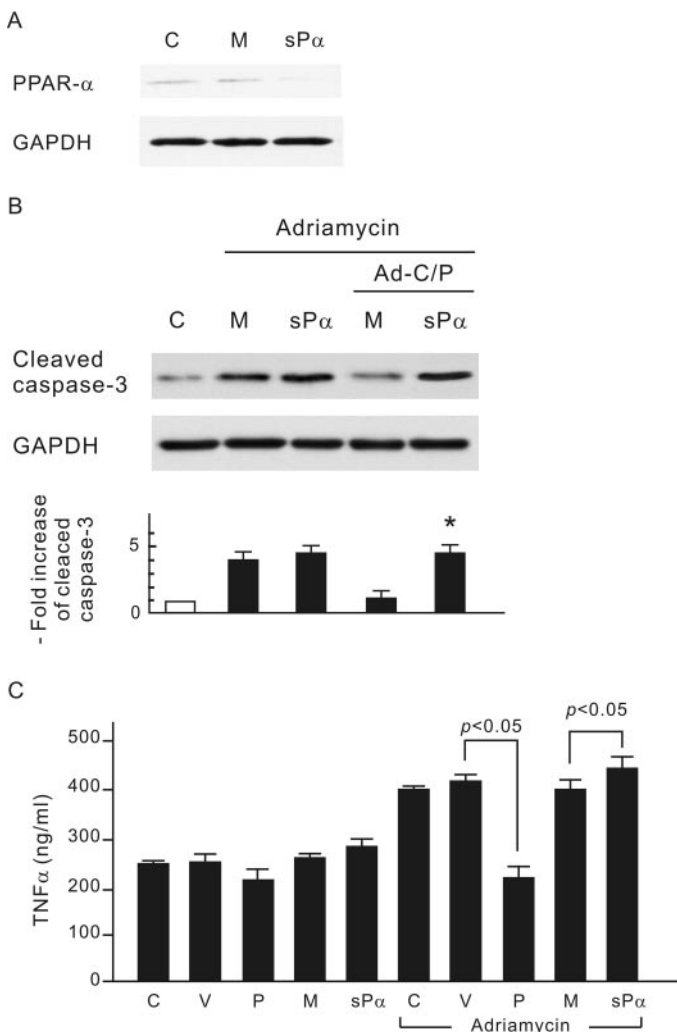 A
C M sPα
PPAR-α
GAPDH
B
Adriamycin
Ad-C/P
C M sPα M sPα
Cleaved
caspase-3
GAPDH
- Fold increase
of cleaced
caspase-3
5
0
*
C
TNFα (ng/ml)
500
400
300
200
100
0
p<0.05
p<0.05
C V P M sPα C V P M sPα
Adriamycin